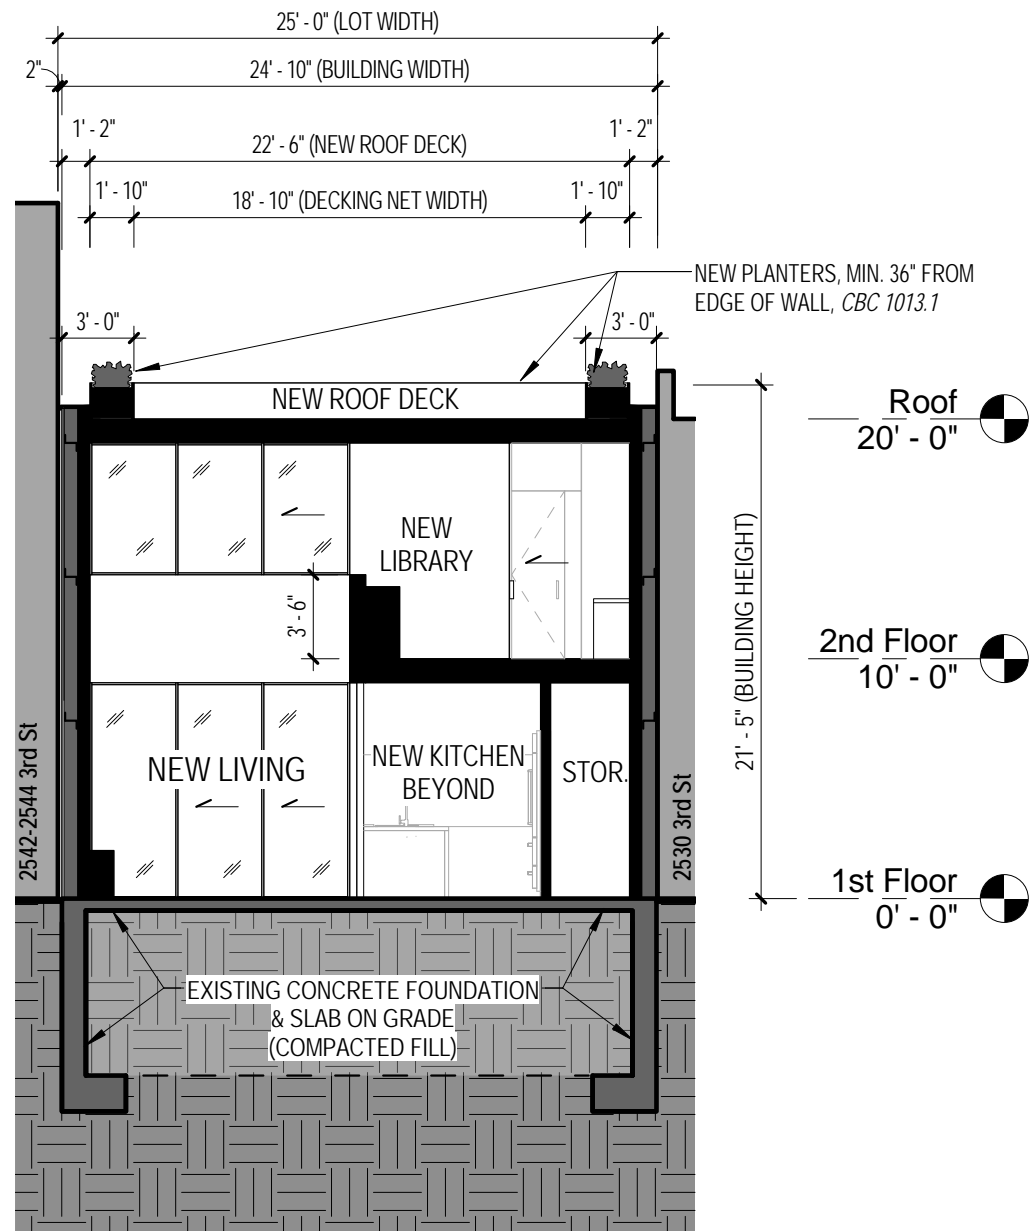 25' - 0" (LOT WIDTH)
2"
24' - 10" (BUILDING WIDTH)
1' - 2"
22' - 6" (NEW ROOF DECK)
1' - 2"
1' - 10"
18' - 10" (DECKING NET WIDTH)
1' - 10"
NEW PLANTERS, MIN. 36" FROM
EDGE OF WALL, CBC 1013.1
3' - 0"
3' - 0"
NEW ROOF DECK
Roof
20' - 0"
NEW
LIBRARY
3' - 6"
2nd Floor
10' - 0"
21' - 5" (BUILDING HEIGHT)
2542-2544 3rd St
NEW LIVING
NEW KITCHEN
BEYOND
STOR.
2530 3rd St
1st Floor
0' - 0"
EXISTING CONCRETE FOUNDATION
& SLAB ON GRADE
(COMPACTED FILL)